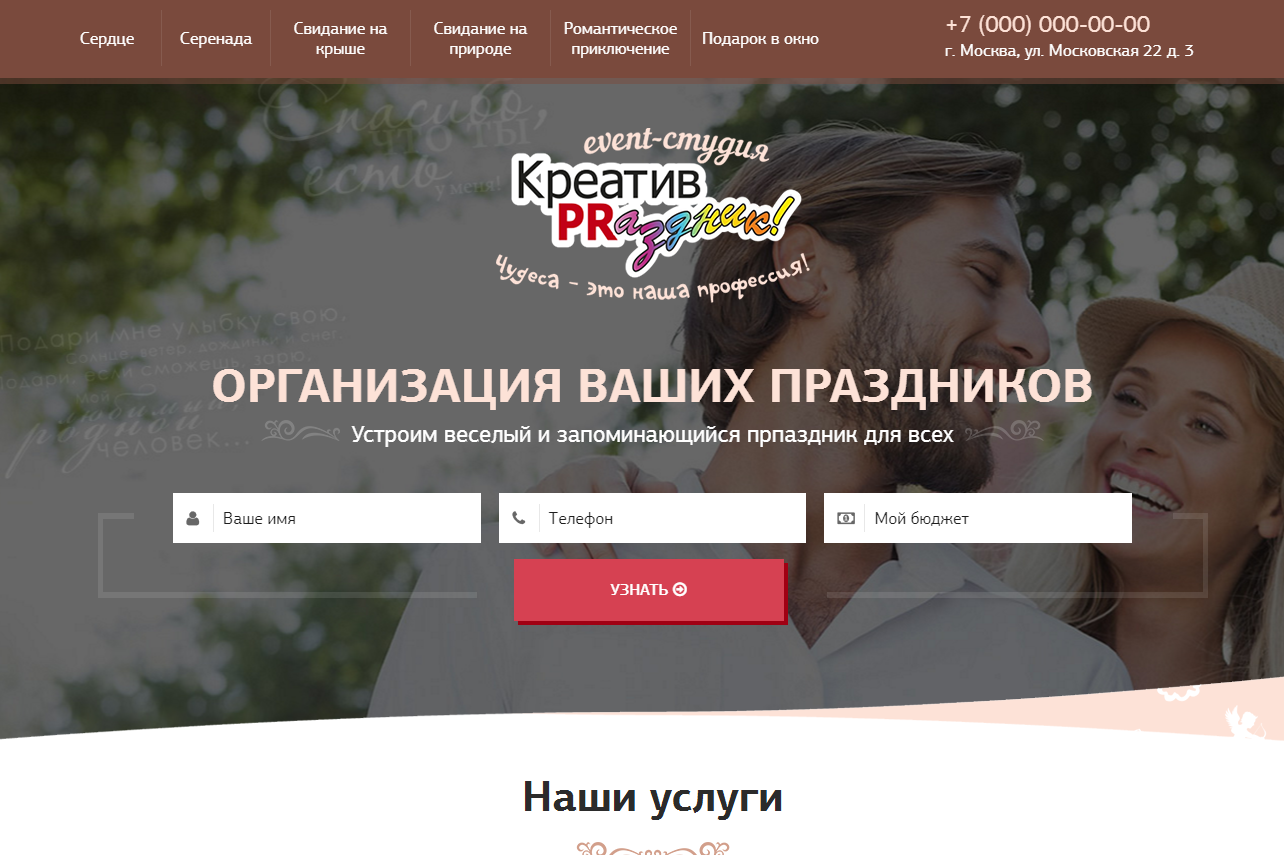 Сердце
Серенада
Свидание на
крыше
Свидание на
природе
Романтическое
приключение
Подарок в окно
+7 (000) 000-00-00
г. Москва, ул. Московская 22 д. 3
Спасибо,
что ты
есть
у меня!
event-студия
Креатив
PRаздник!
Чудеса - это наша профессия!
Подари мне улыбку свою,
Солнце, ветер, дождинки и снег.
Подари, если сможешь, зарю,
Мой
любимый,
родной
человек...
ОРГАНИЗАЦИЯ ВАШИХ ПРАЗДНИКОВ
Устроим веселый и запоминающийся прпаздник для всех
Ваше имя
Телефон
Мой бюджет
УЗНАТЬ
Наши услуги